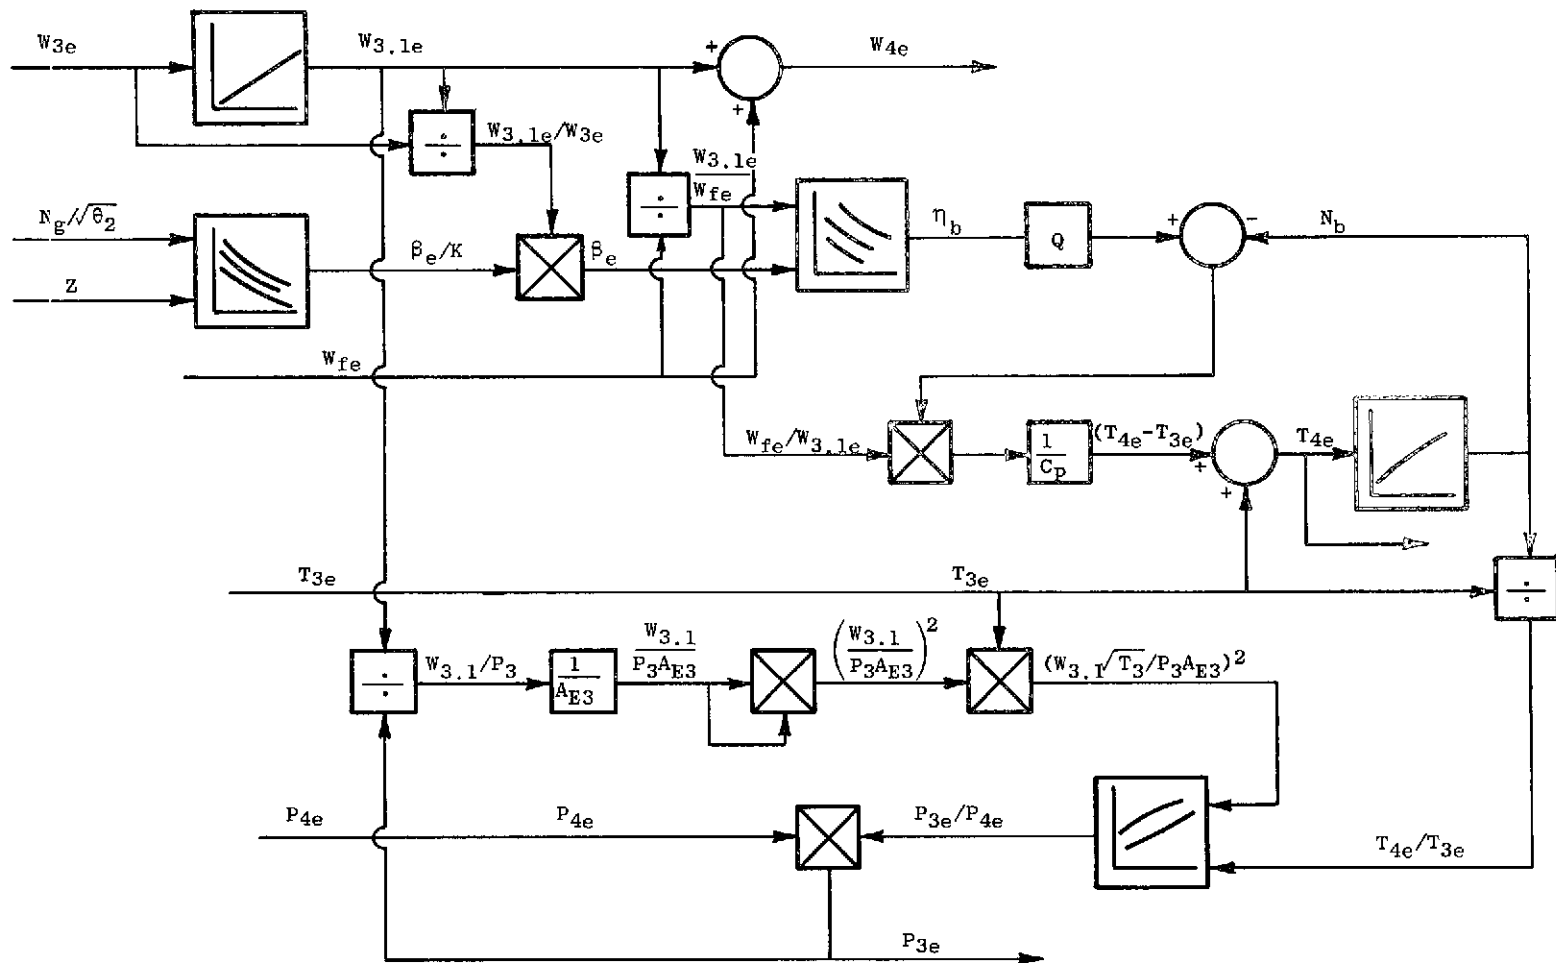 W3e
W3.1e
W4e
+
+
÷
W3.1e/W3e
W3.1e
Wfe
÷
Ng/√θ2
Z
βe/K
βe
ηb
Q
+
−
Nb
Wfe
Wfe/W3.1e
1
Cp
(T4e-T3e)
+
+
T4e
T3e
T3e
÷
÷
W3.1/P3
1
AE3
W3.1
P3AE3
(W3.1
P3AE3)²
(W3.1√T3/P3AE3)²
P4e
P4e
P3e/P4e
T4e/T3e
P3e